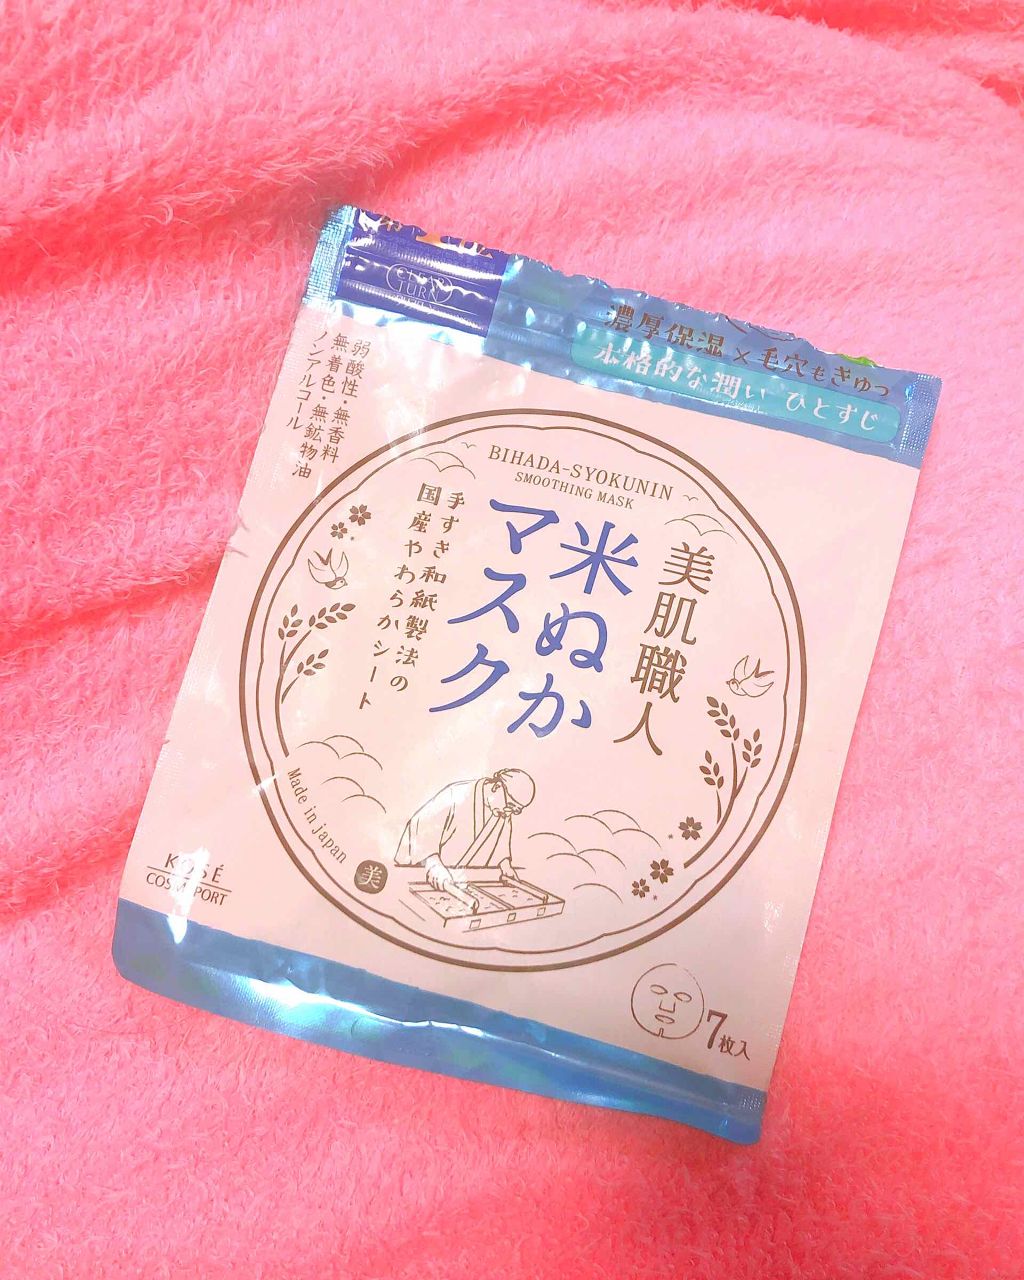 CLEAR
TURN
濃厚保湿×毛穴もきゅっ
本格的な潤い ひとすじ
弱酸性・無香料
無着色・無鉱物油
ノンアルコール
BIHADA-SYOKUNIN
SMOOTHING MASK
美肌職人
米ぬか
マスク
手すき和紙製法の
国産やわらかシート
Made in japan
美
KOSÉ
COSMEPORT
7枚入